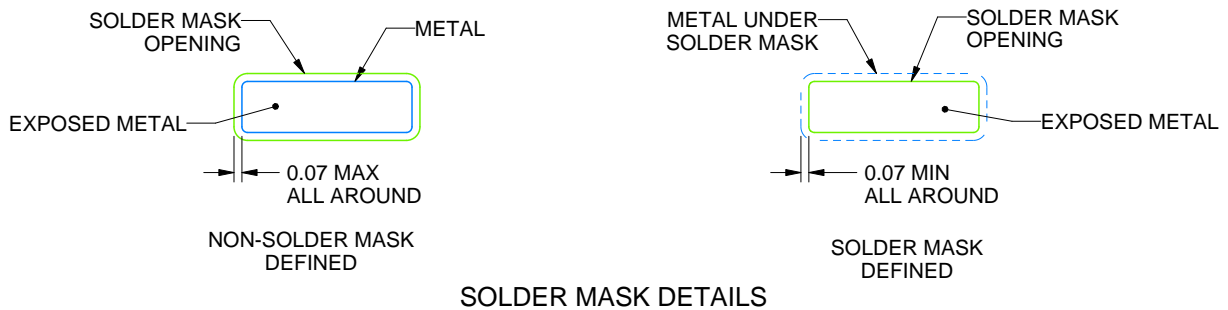 SOLDER MASK
OPENING
METAL
EXPOSED METAL
0.07 MAX
ALL AROUND
NON-SOLDER MASK
DEFINED
METAL UNDER
SOLDER MASK
SOLDER MASK
OPENING
EXPOSED METAL
0.07 MIN
ALL AROUND
SOLDER MASK
DEFINED
SOLDER MASK DETAILS